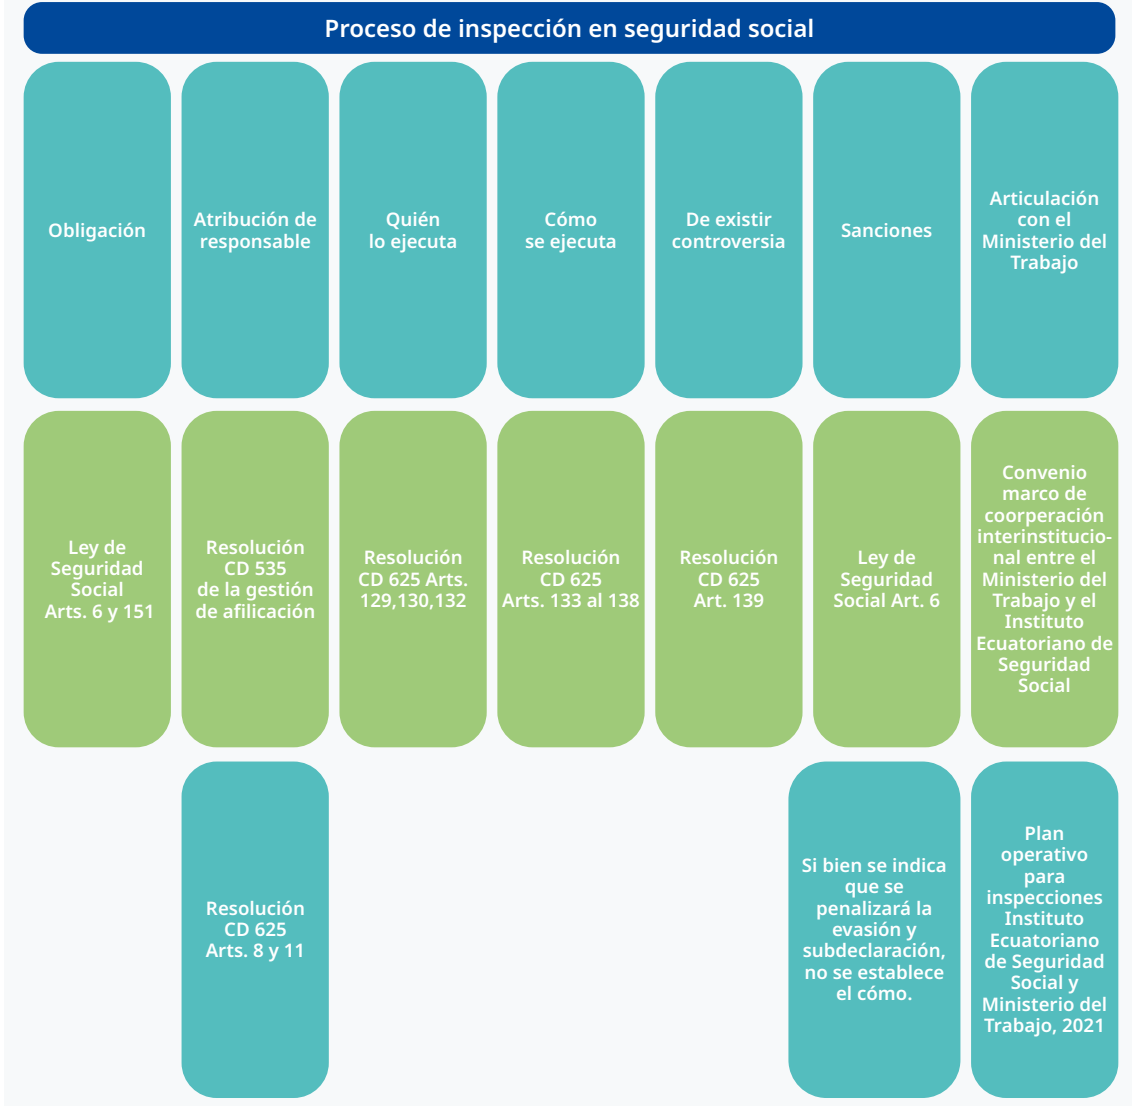 Proceso de inspección en seguridad social
Obligación
Atribución de
responsable
Quién
lo ejecuta
Cómo
se ejecuta
De existir
controversia
Sanciones
Articulación
con el
Ministerio del
Trabajo
Ley de
Seguridad
Social
Arts. 6 y 151
Resolución
CD 535
de la gestión
de afilicación
Resolución
CD 625 Arts.
129,130,132
Resolución
CD 625
Arts. 133 al 138
Resolución
CD 625
Art. 139
Ley de
Seguridad
Social Art. 6
Convenio
marco de
coorperación
interinstitucio-
nal entre el
Ministerio del
Trabajo y el
Instituto
Ecuatoriano de
Seguridad
Social
Resolución
CD 625
Arts. 8 y 11
Si bien se indica
que se
penalizará la
evasión y
subdeclaración,
no se establece
el cómo.
Plan
operativo
para
inspecciones
Instituto
Ecuatoriano
de Seguridad
Social y
Ministerio del
Trabajo, 2021